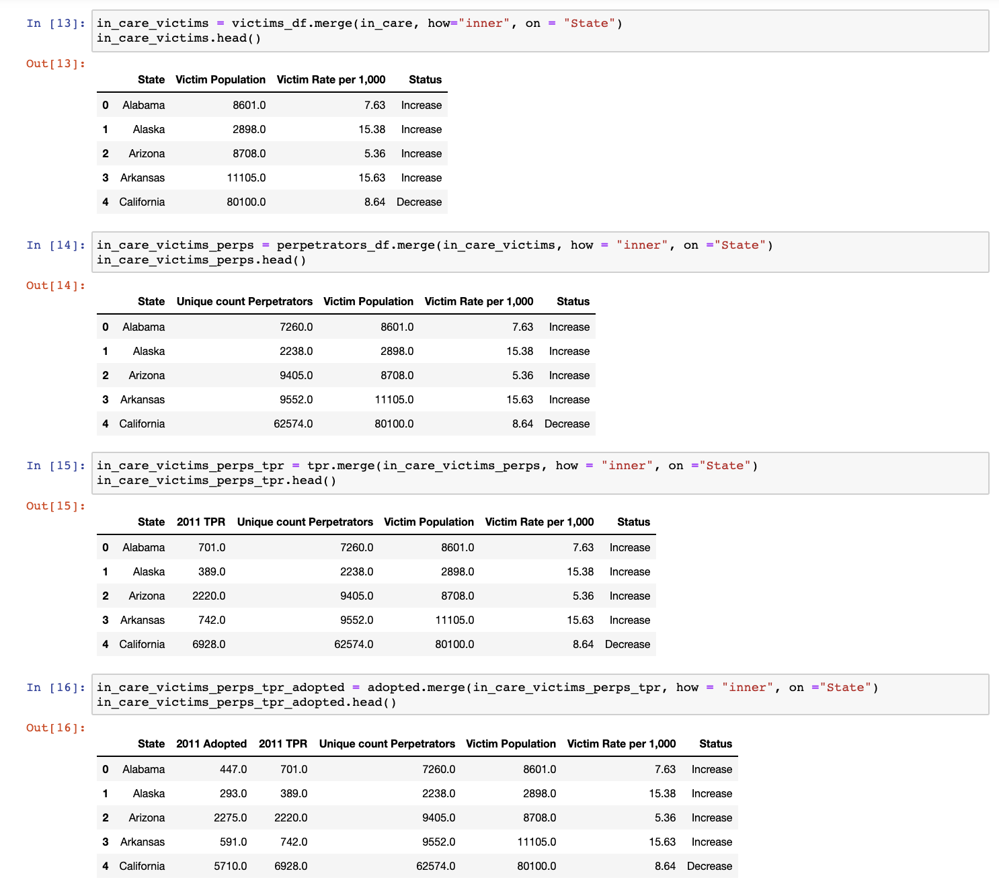 In [13]: in_care_victims = victims_df.merge(in_care, how="inner", on = "State")
in_care_victims.head()
Out[13]:
State Victim Population Victim Rate per 1,000 Status
0 Alabama 8601.0 7.63 Increase
1 Alaska 2898.0 15.38 Increase
2 Arizona 8708.0 5.36 Increase
3 Arkansas 11105.0 15.63 Increase
4 California 80100.0 8.64 Decrease
In [14]: in_care_victims_perps = perpetrators_df.merge(in_care_victims, how = "inner", on ="State")
in_care_victims_perps.head()
Out[14]:
State Unique count Perpetrators Victim Population Victim Rate per 1,000 Status
0 Alabama 7260.0 8601.0 7.63 Increase
1 Alaska 2238.0 2898.0 15.38 Increase
2 Arizona 9405.0 8708.0 5.36 Increase
3 Arkansas 9552.0 11105.0 15.63 Increase
4 California 62574.0 80100.0 8.64 Decrease
In [15]: in_care_victims_perps_tpr = tpr.merge(in_care_victims_perps, how = "inner", on ="State")
in_care_victims_perps_tpr.head()
Out[15]:
State 2011 TPR Unique count Perpetrators Victim Population Victim Rate per 1,000 Status
0 Alabama 701.0 7260.0 8601.0 7.63 Increase
1 Alaska 389.0 2238.0 2898.0 15.38 Increase
2 Arizona 2220.0 9405.0 8708.0 5.36 Increase
3 Arkansas 742.0 9552.0 11105.0 15.63 Increase
4 California 6928.0 62574.0 80100.0 8.64 Decrease
In [16]: in_care_victims_perps_tpr_adopted = adopted.merge(in_care_victims_perps_tpr, how = "inner", on ="State")
in_care_victims_perps_tpr_adopted.head()
Out[16]:
State 2011 Adopted 2011 TPR Unique count Perpetrators Victim Population Victim Rate per 1,000 Status
0 Alabama 447.0 701.0 7260.0 8601.0 7.63 Increase
1 Alaska 293.0 389.0 2238.0 2898.0 15.38 Increase
2 Arizona 2275.0 2220.0 9405.0 8708.0 5.36 Increase
3 Arkansas 591.0 742.0 9552.0 11105.0 15.63 Increase
4 California 5710.0 6928.0 62574.0 80100.0 8.64 Decrease